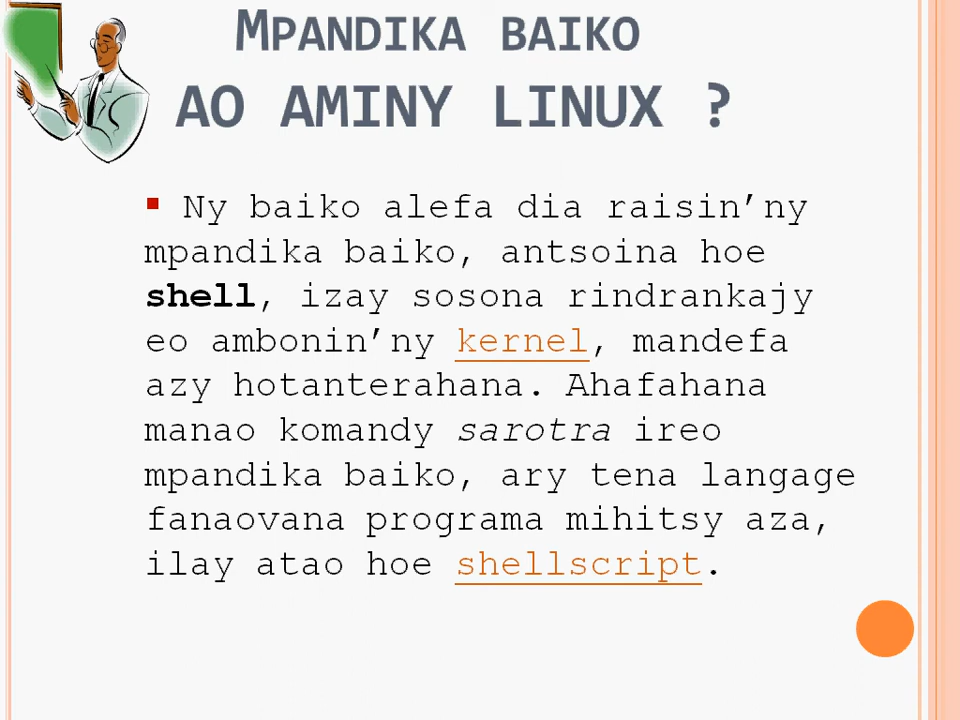 MPANDIKA BAIKO
AO AMINY LINUX ?
▪ Ny baiko alefa dia raisin’ny
mpandika baiko, antsoina hoe
shell, izay sosona rindrankajy
eo ambonin’ny kernel, mandefa
azy hotanterahana. Ahafahana
manao komandy sarotra ireo
mpandika baiko, ary tena langage
fanaovana programa mihitsy aza,
ilay atao hoe shellscript.